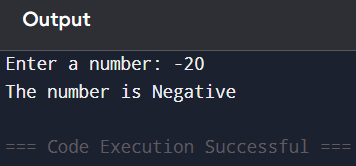 Output
Enter a number: -20
The number is Negative
=== Code Execution Successful ===